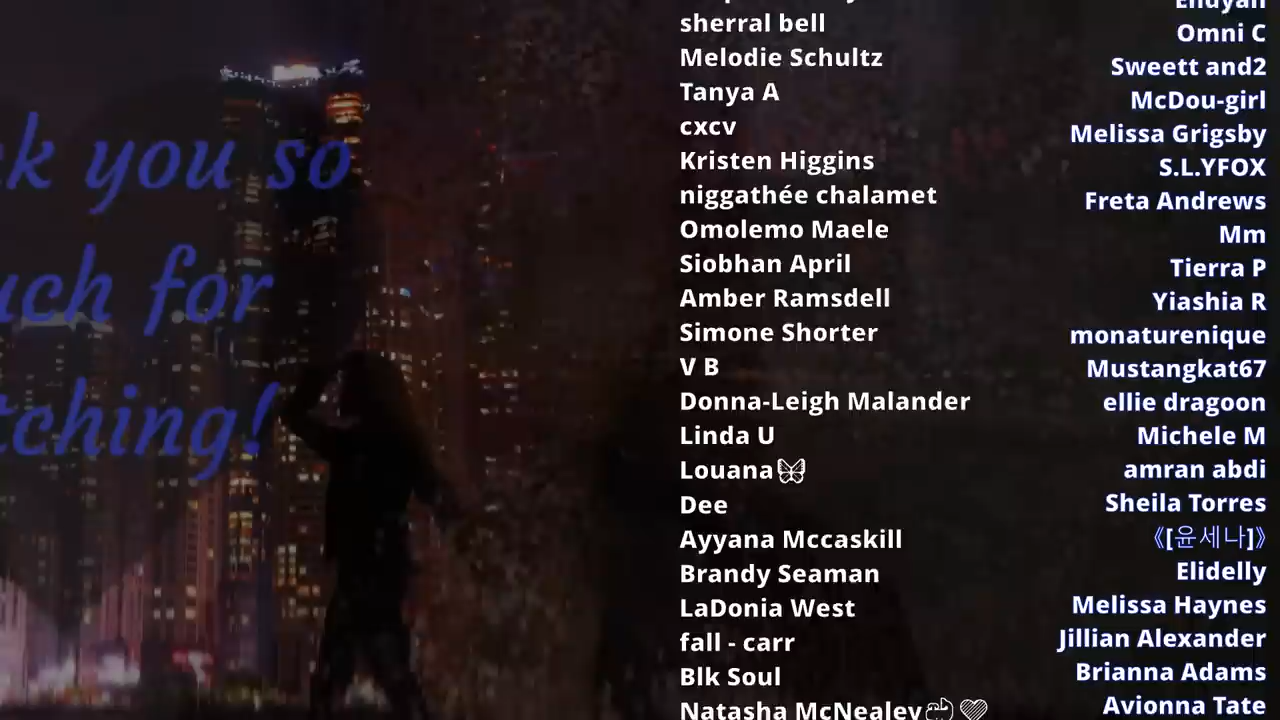 k you so
uch for
tching!
sherral bell
Melodie Schultz
Tanya A
cxcv
Kristen Higgins
niggathée chalamet
Omolemo Maele
Siobhan April
Amber Ramsdell
Simone Shorter
V B
Donna-Leigh Malander
Linda U
Louana🦋
Dee
Ayyana Mccaskill
Brandy Seaman
LaDonia West
fall - carr
Blk Soul
Natasha McNealey
Endyah
Omni C
Sweett and2
McDou-girl
Melissa Grigsby
S.L.YFOX
Freta Andrews
Mm
Tierra P
Yiashia R
monaturenique
Mustangkat67
ellie dragoon
Michele M
amran abdi
Sheila Torres
《[윤세나]》
Elidelly
Melissa Haynes
Jillian Alexander
Brianna Adams
Avionna Tate